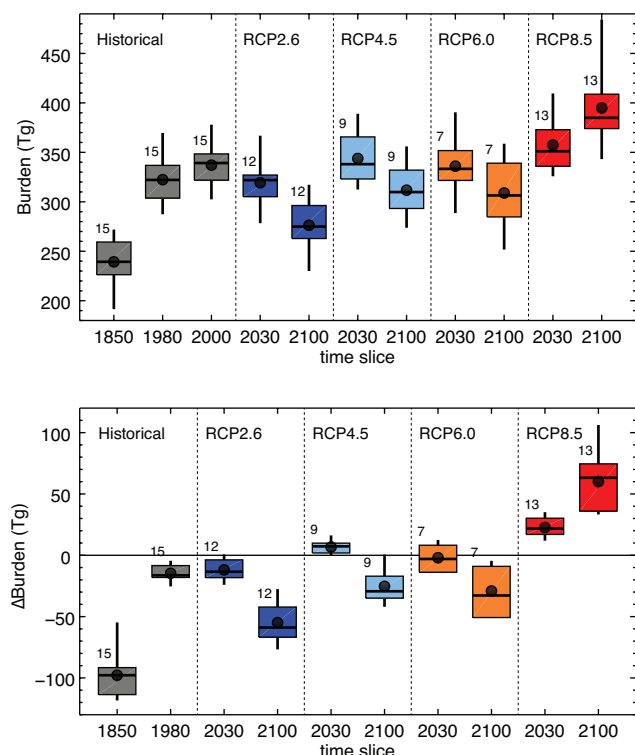 Historical RCP2.6 RCP4.5 RCP6.0 RCP8.5
Burden (Tg)
450
400
350
300
250
200
15 15 15 12 12 9 9 7 7 13 13
1850 1980 2000 2030 2100 2030 2100 2030 2100 2030 2100
time slice
Historical RCP2.6 RCP4.5 RCP6.0 RCP8.5
ΔBurden (Tg)
100
50
0
−50
−100
15 15 12 12 9 9 7 7 13 13
1850 1980 2030 2100 2030 2100 2030 2100 2030 2100
time slice